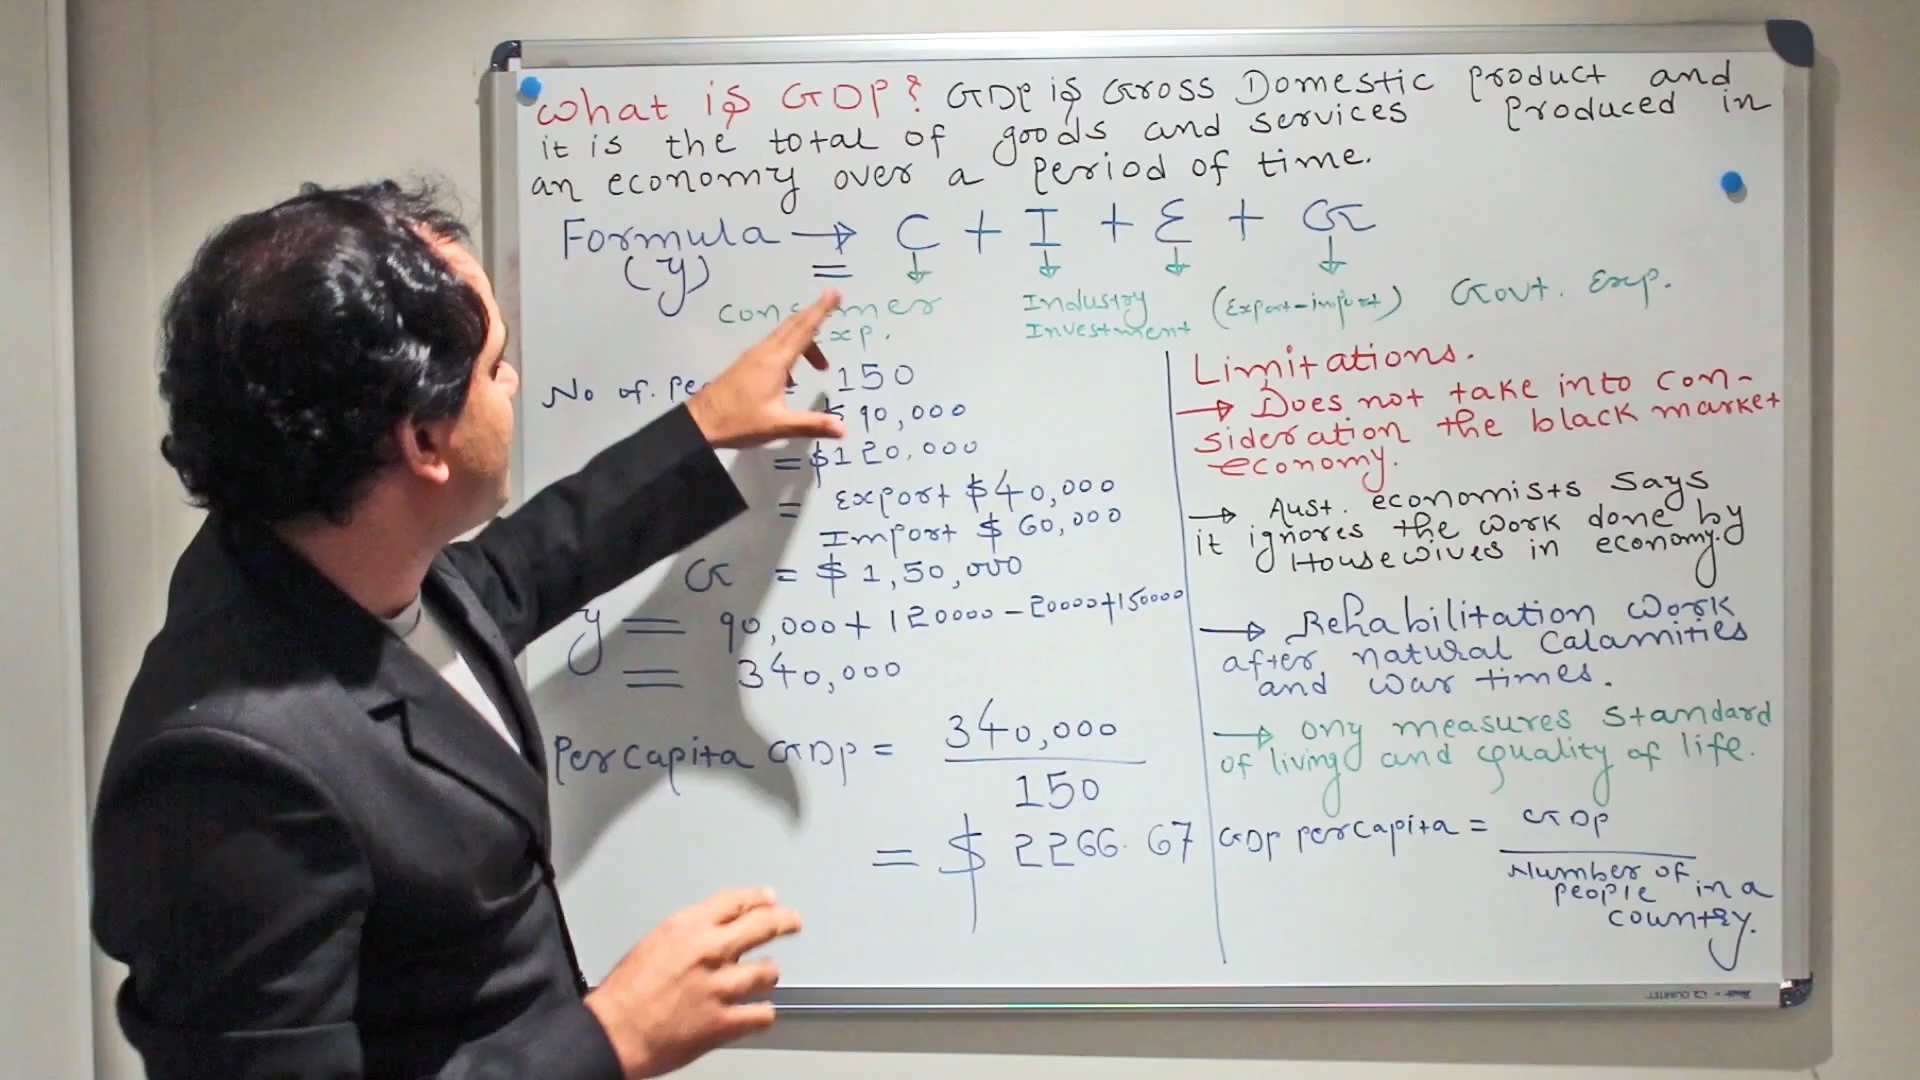 What is GDP? GDP is Gross Domestic product and
it is the total of goods and services produced in
an economy over a period of time.
Formula → C + I + E + G
(y) =
Exp.
Industry
Investment
(Export-import)
Govt. Exp.
No of. = 150
$90,000
= $120,000
= Export $40,000
Import $ 60,000
G = $ 1,50,000
y = 90,000 + 120000 - 20000 + 150000
= 340,000
Per capita GDP = 340,000
150
= $ 2266.67
Limitations.
→ Does not take into con-
sideration the black market
economy.
→ Aust. economists says
it ignores the work done by
Housewives in economy.
→ Rehabilitation work
after natural Calamities
and war times.
→ ony measures standard
of living and quality of life.
GDP per capita = GDP
Number of
people in a
country.